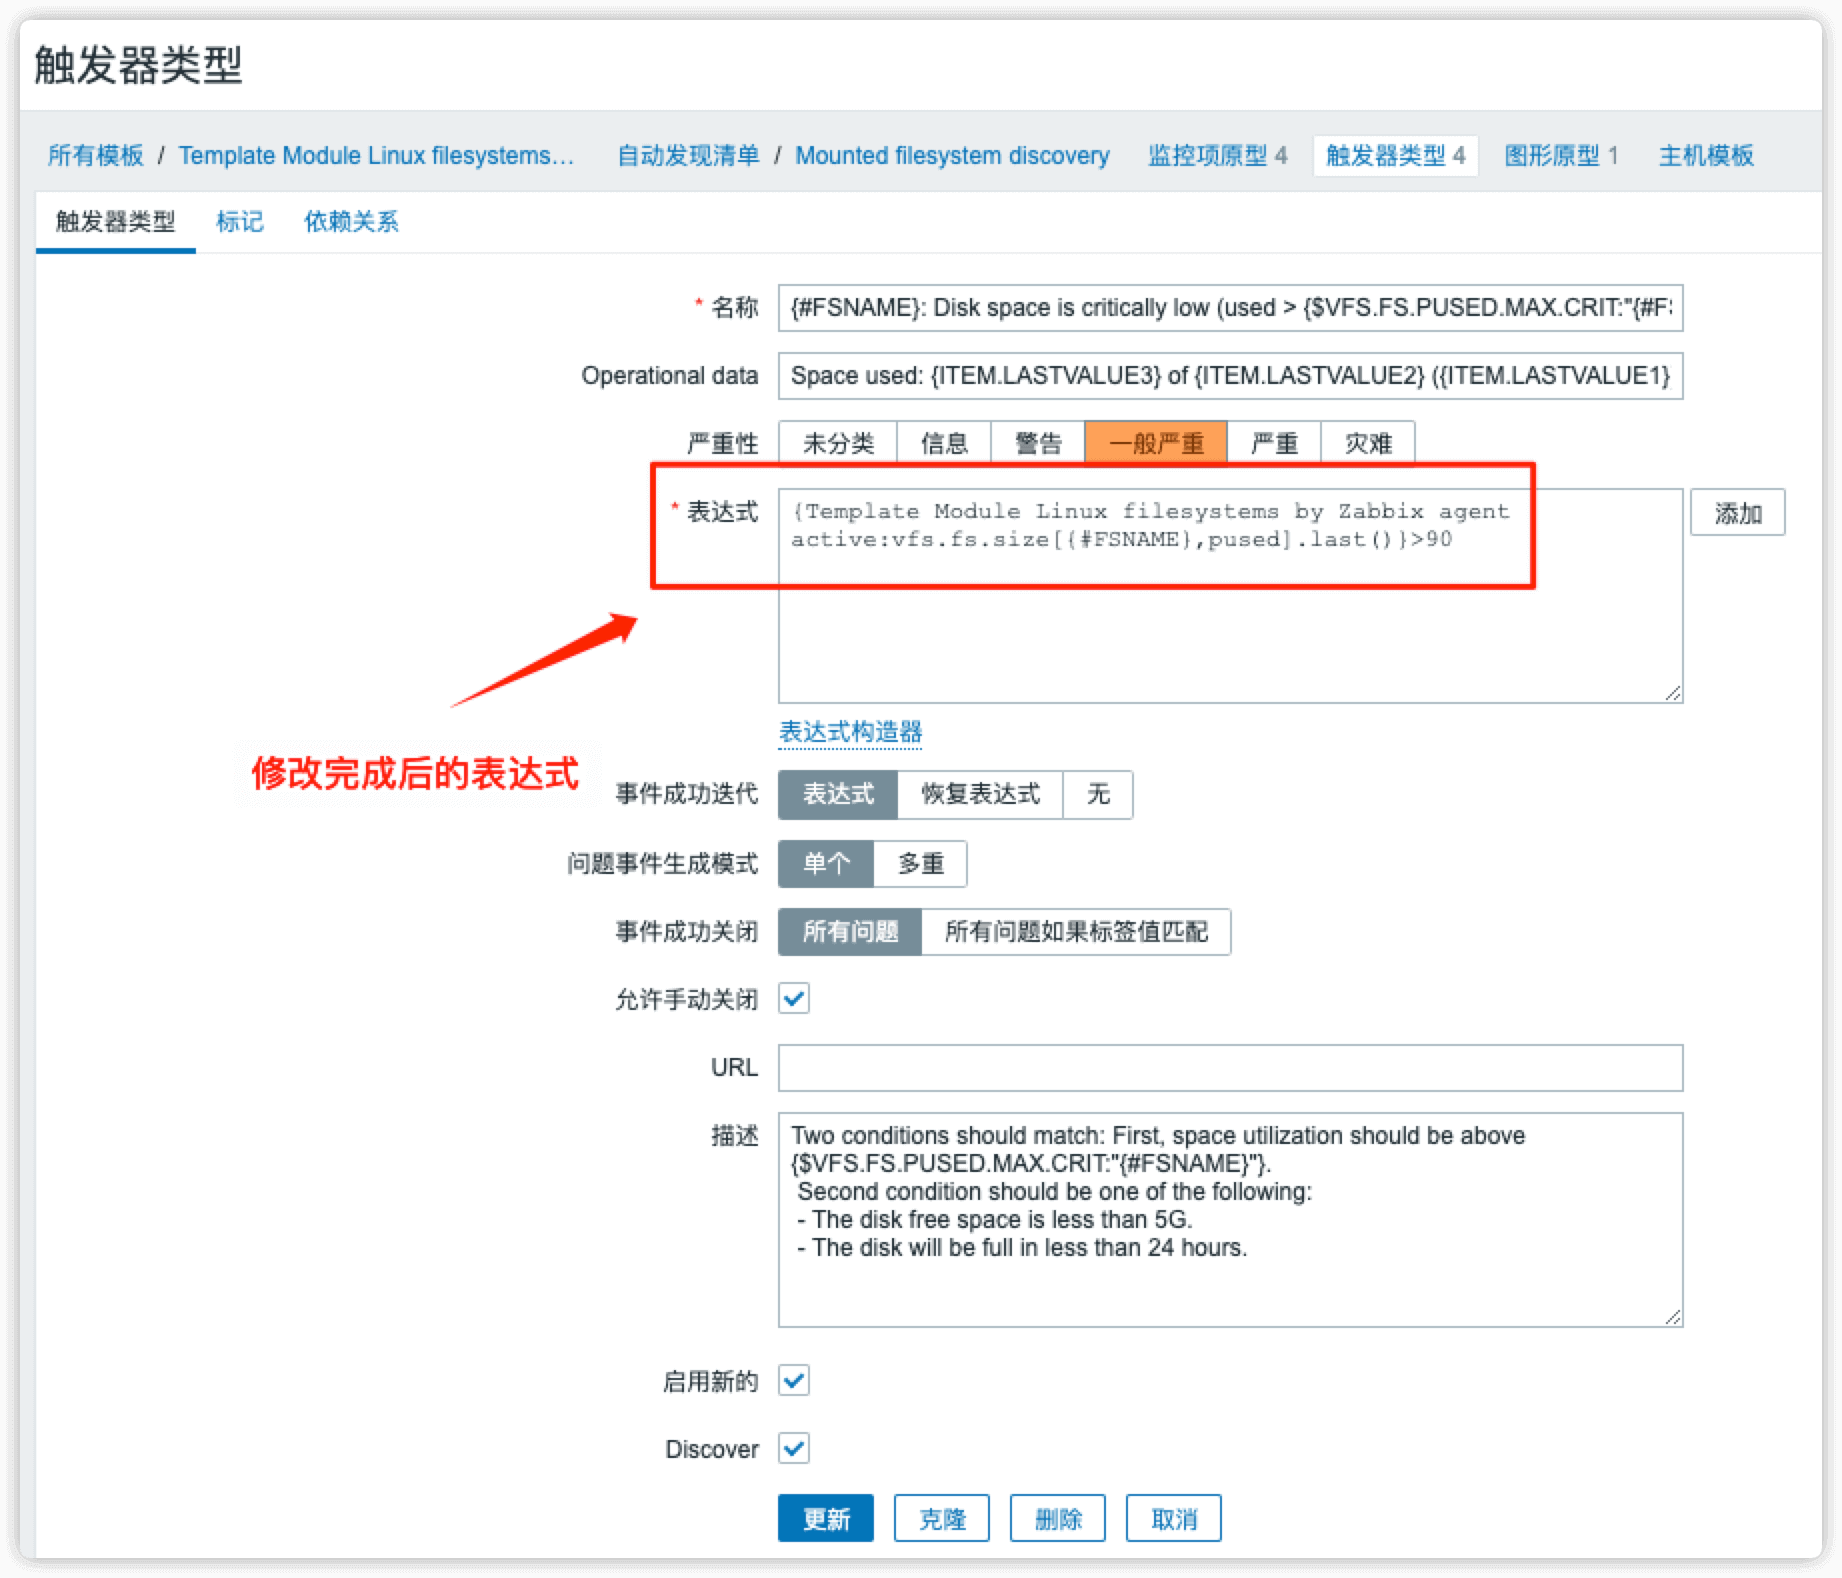 触发器类型
所有模板 / Template Module Linux filesystems… 自动发现清单 / Mounted filesystem discovery 监控项原型 4 触发器类型 4 图形原型 1 主机模板
触发器类型 标记 依赖关系
* 名称 {#FSNAME}: Disk space is critically low (used > {$VFS.FS.PUSED.MAX.CRIT:"{#F
Operational data Space used: {ITEM.LASTVALUE3} of {ITEM.LASTVALUE2} ({ITEM.LASTVALUE1}
严重性 未分类 信息 警告 一般严重 严重 灾难
* 表达式 {Template Module Linux filesystems by Zabbix agent
active:vfs.fs.size[{#FSNAME},pused].last()}>90
添加
表达式构造器
修改完成后的表达式
事件成功迭代 表达式 恢复表达式 无
问题事件生成模式 单个 多重
事件成功关闭 所有问题 所有问题如果标签值匹配
允许手动关闭
URL
描述 Two conditions should match: First, space utilization should be above
{$VFS.FS.PUSED.MAX.CRIT:"{#FSNAME}"}.
Second condition should be one of the following:
- The disk free space is less than 5G.
- The disk will be full in less than 24 hours.
启用新的
Discover
更新 克隆 删除 取消